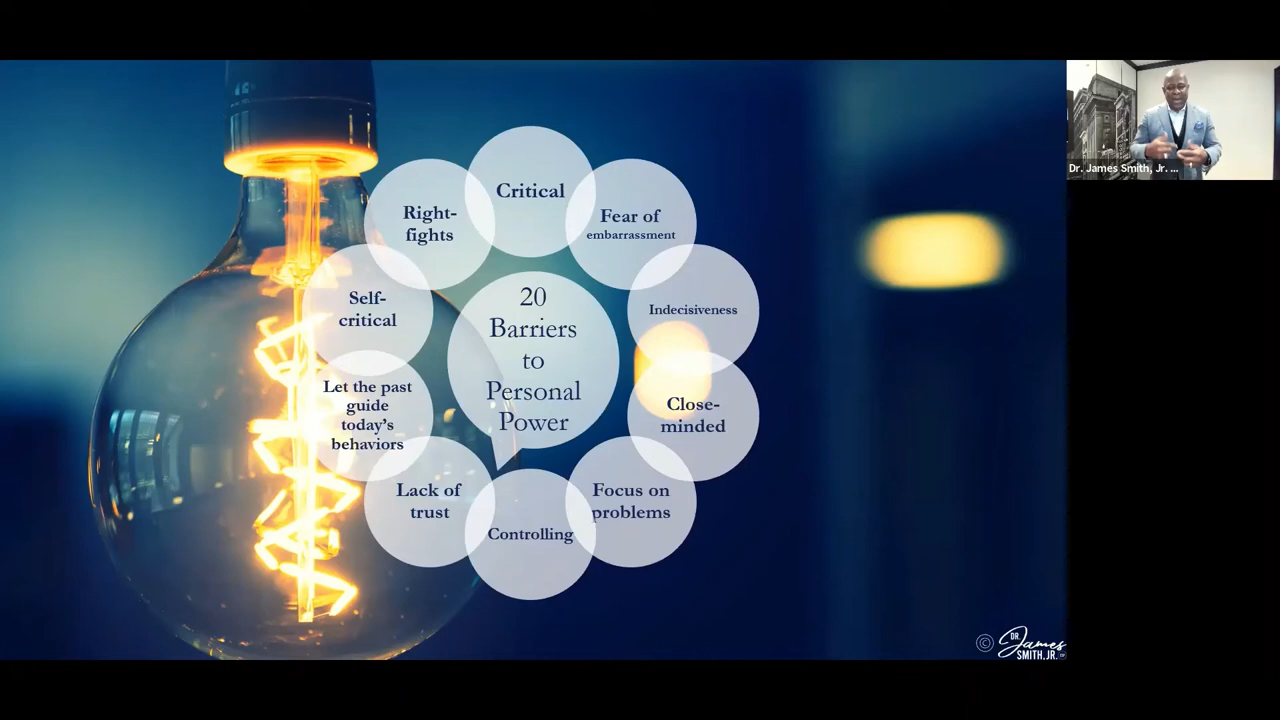 Critical
Fear of
embarrassment
Indecisiveness
Close-
minded
Focus on
problems
Controlling
Lack of
trust
Let the past
guide
today's
behaviors
Self-
critical
Right-
fights
20
Barriers
to
Personal
Power
Dr. James Smith, Jr. ...
© DR.
James
SMITH, JR.